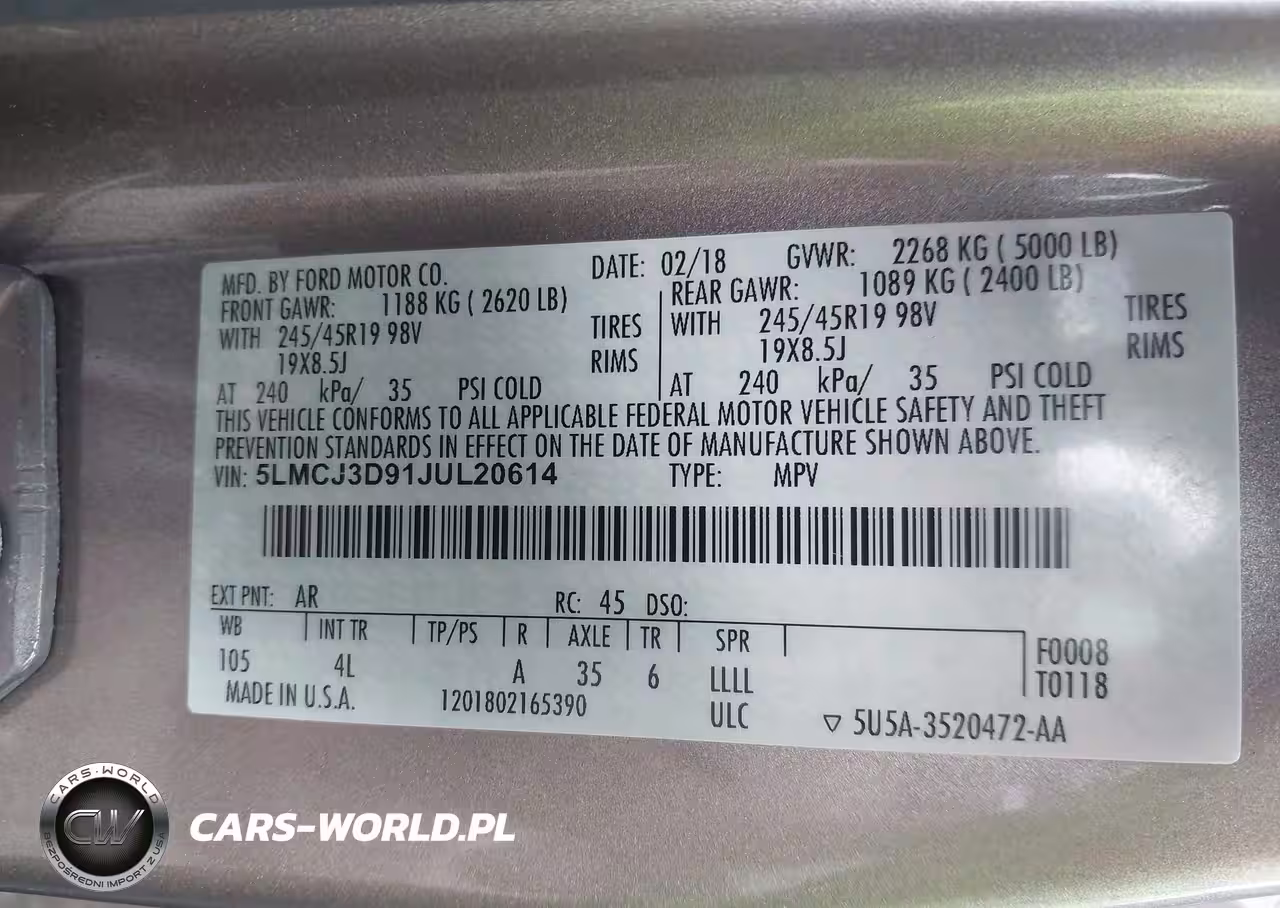 MFD. BY FORD MOTOR CO. DATE: 02/18 GVWR: 2268 KG ( 5000 LB)
FRONT GAWR: 1188 KG ( 2620 LB) REAR GAWR: 1089 KG ( 2400 LB)
WITH 245/45R19 98V TIRES WITH 245/45R19 98V TIRES
19X8.5J RIMS 19X8.5J RIMS
AT 240 kPa/ 35 PSI COLD AT 240 kPa/ 35 PSI COLD
THIS VEHICLE CONFORMS TO ALL APPLICABLE FEDERAL MOTOR VEHICLE SAFETY AND THEFT
PREVENTION STANDARDS IN EFFECT ON THE DATE OF MANUFACTURE SHOWN ABOVE.
VIN: 5LMCJ3D91JUL20614 TYPE: MPV
EXT PNT: AR RC: 45 DSO:
WB INT TR TP/PS R AXLE TR SPR F0008
105 4L A 35 6 LLLL T0118
MADE IN U.S.A. 1201802165390 ULC 5U5A-3520472-AA
CARS-WORLD
CW
BEZPOŚREDNI IMPORT Z USA
CARS-WORLD.PL